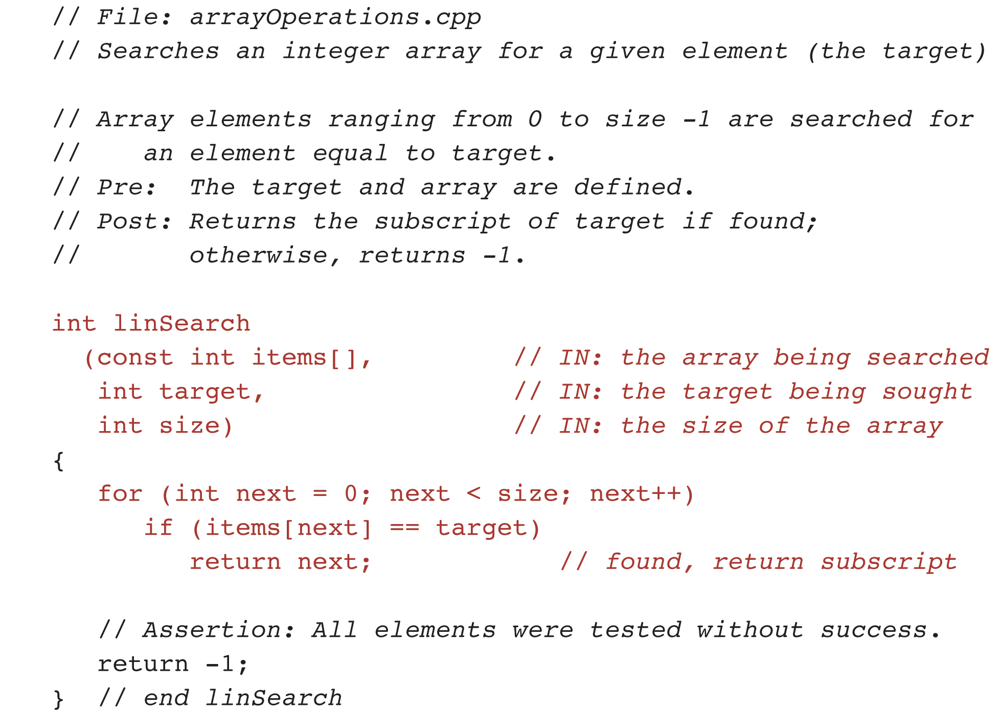 // File: arrayOperations.cpp
// Searches an integer array for a given element (the target)
// Array elements ranging from 0 to size -1 are searched for
//    an element equal to target.
// Pre:  The target and array are defined.
// Post: Returns the subscript of target if found;
//       otherwise, returns -1.
int linSearch
  (const int items[],         // IN: the array being searched
   int target,                // IN: the target being sought
   int size)                  // IN: the size of the array
{
   for (int next = 0; next < size; next++)
      if (items[next] == target)
         return next;            // found, return subscript
   // Assertion: All elements were tested without success.
   return -1;
}  // end linSearch